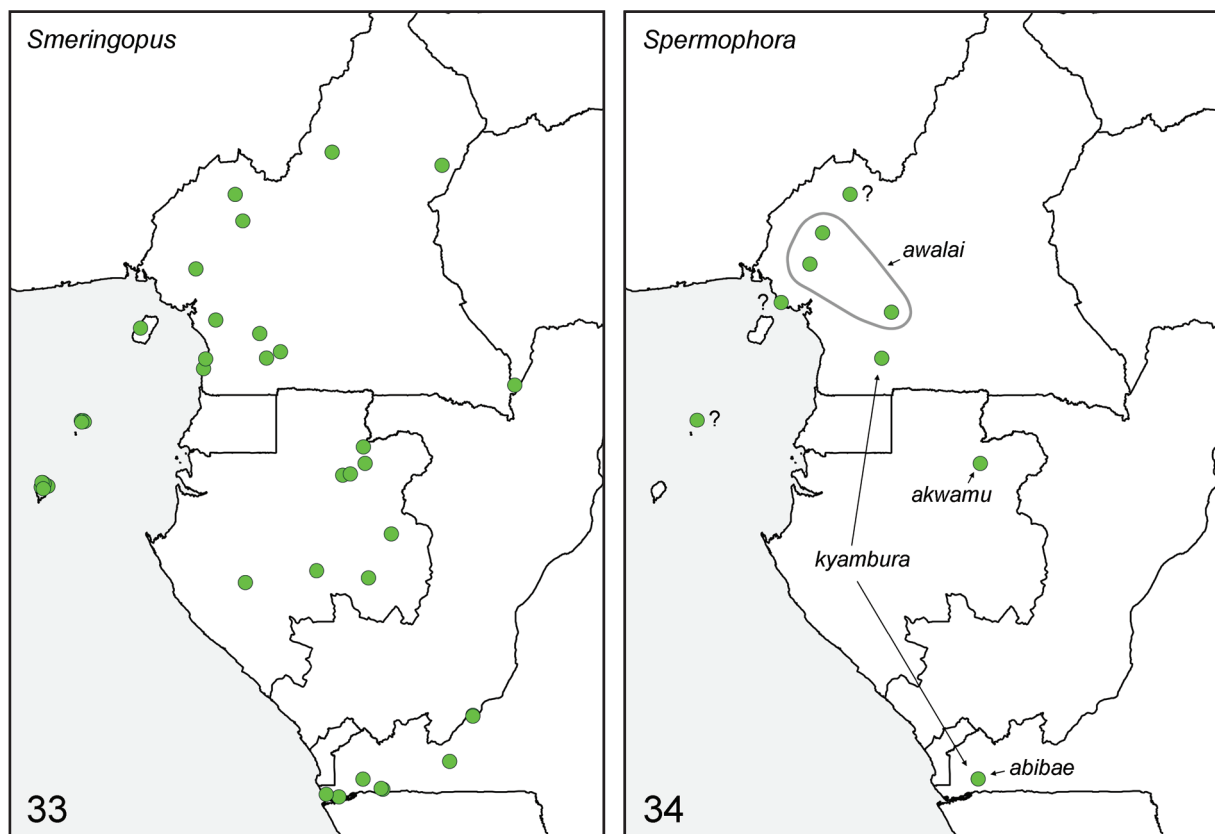 Smeringopus
33
Spermophora
?
awalai
?
?
akwamu
kyambura
abibae
34